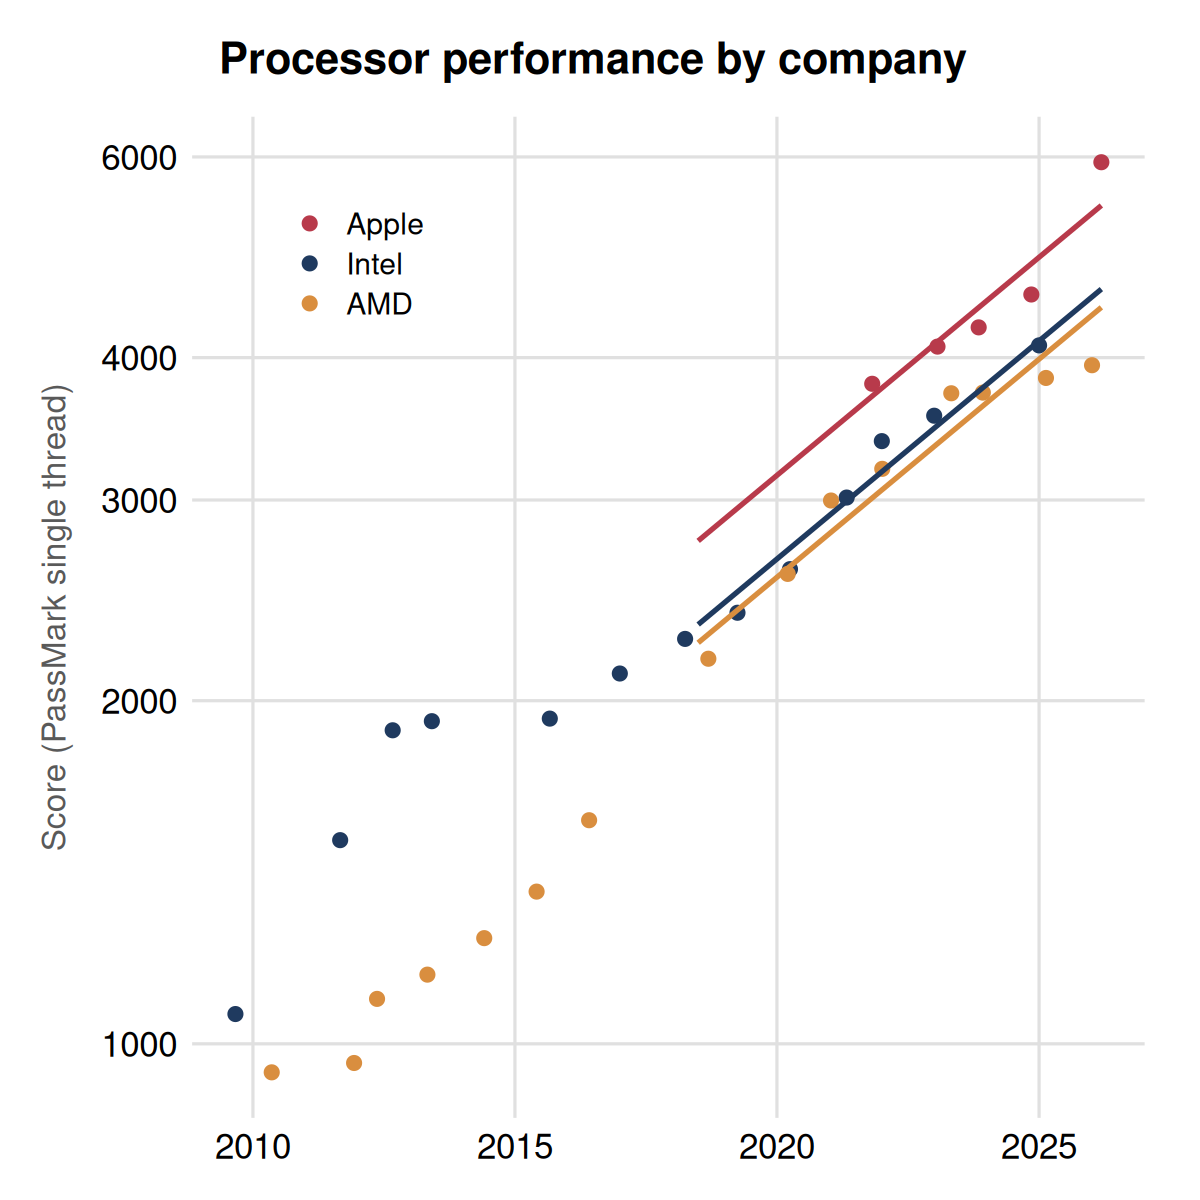 Processor performance by company
6000
4000
3000
2000
1000
Apple
Intel
AMD
Score (PassMark single thread)
2010
2015
2020
2025